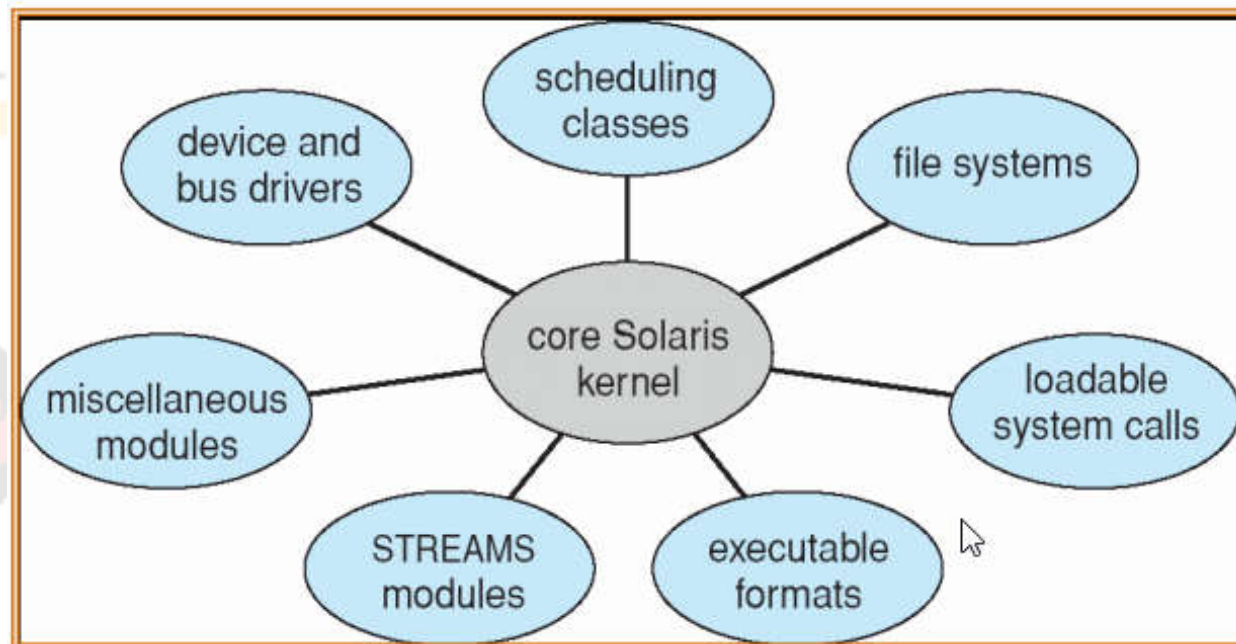 scheduling
classes
device and
bus drivers
file systems
core Solaris
kernel
miscellaneous
modules
loadable
system calls
STREAMS
modules
executable
formats